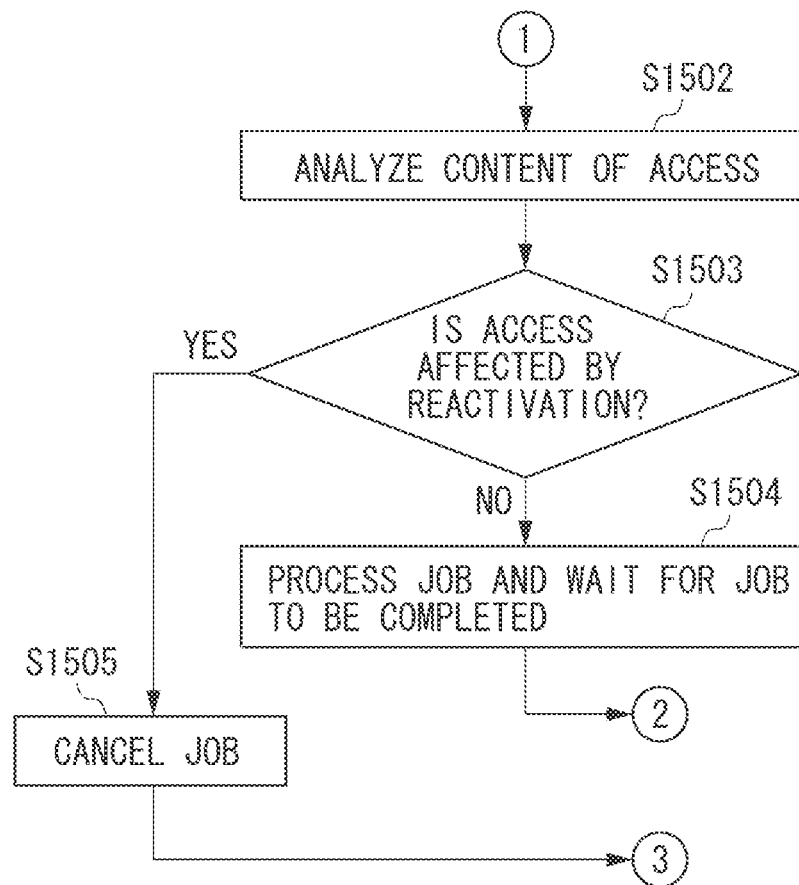 1
S1502
ANALYZE CONTENT OF ACCESS
S1503
IS ACCESS
AFFECTED BY
REACTIVATION?
YES
NO
S1504
PROCESS JOB AND WAIT FOR JOB
TO BE COMPLETED
S1505
2
CANCEL JOB
3